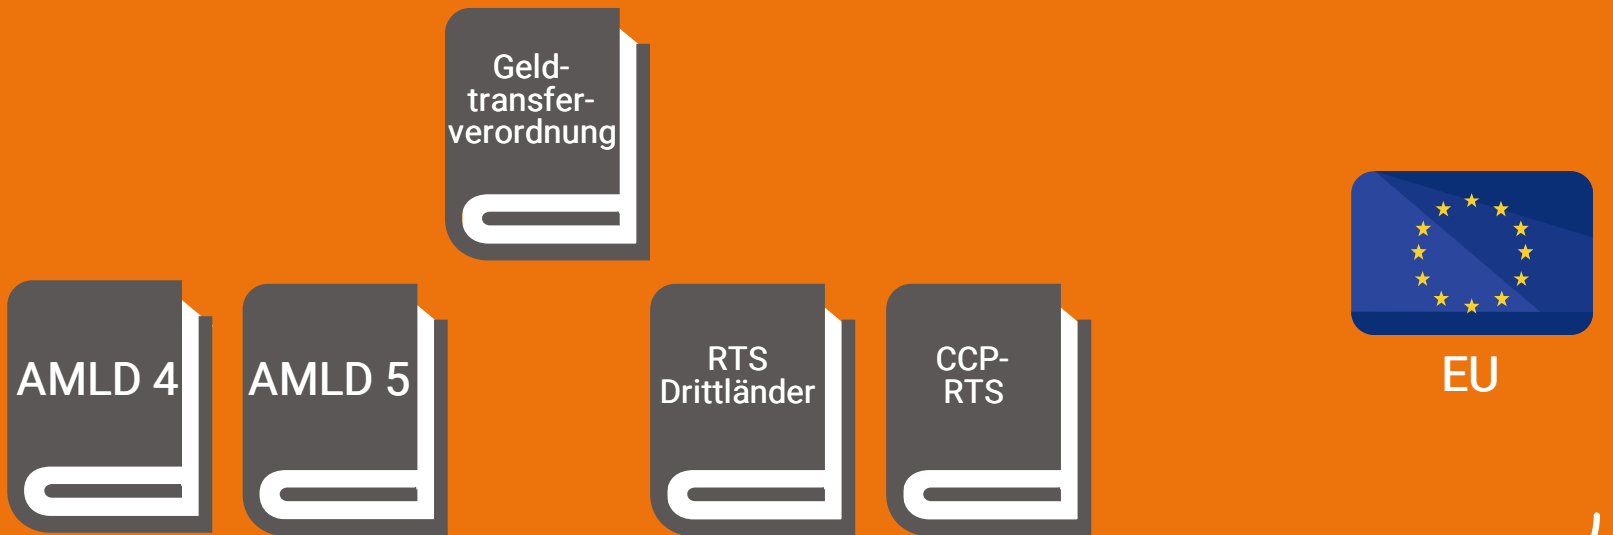 Geld-
transfer-
verordnung
AMLD 4
AMLD 5
RTS
Drittländer
CCP-
RTS
EU